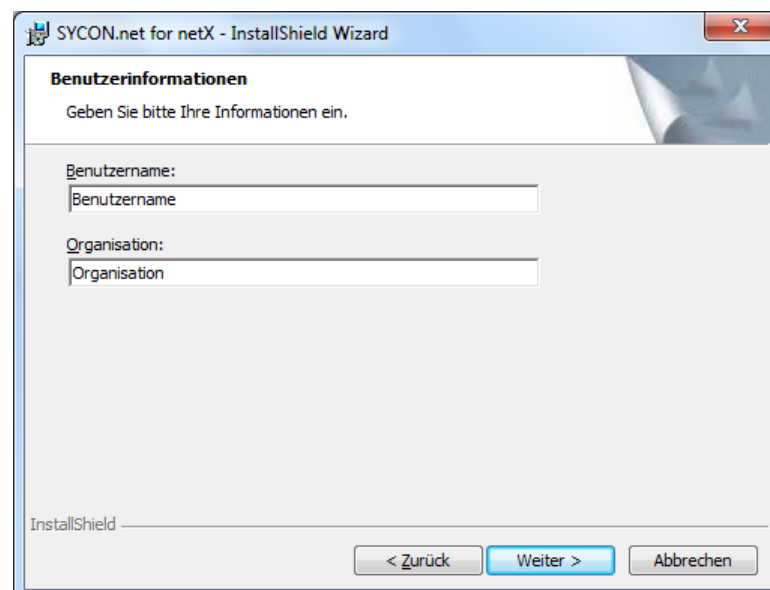 SYCON.net for netX - InstallShield Wizard
Benutzerinformationen
Geben Sie bitte Ihre Informationen ein.
Benutzername:
Benutzername
Organisation:
Organisation
InstallShield
< Zurück Weiter > Abbrechen